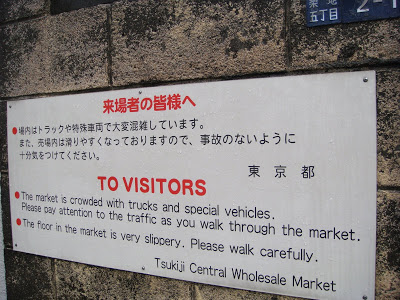 築地
五丁目
2-1
来場者の皆様へ
●場内はトラックや特殊車両で大変混雑しています。
また、売場内は滑りやすくなっておりますので、事故のないように
十分気をつけてください。
東京都
TO VISITORS
●The market is crowded with trucks and special vehicles.
Please pay attention to the traffic as you walk through the market.
●The floor in the market is very slippery. Please walk carefully.
Tsukiji Central Wholesale Market